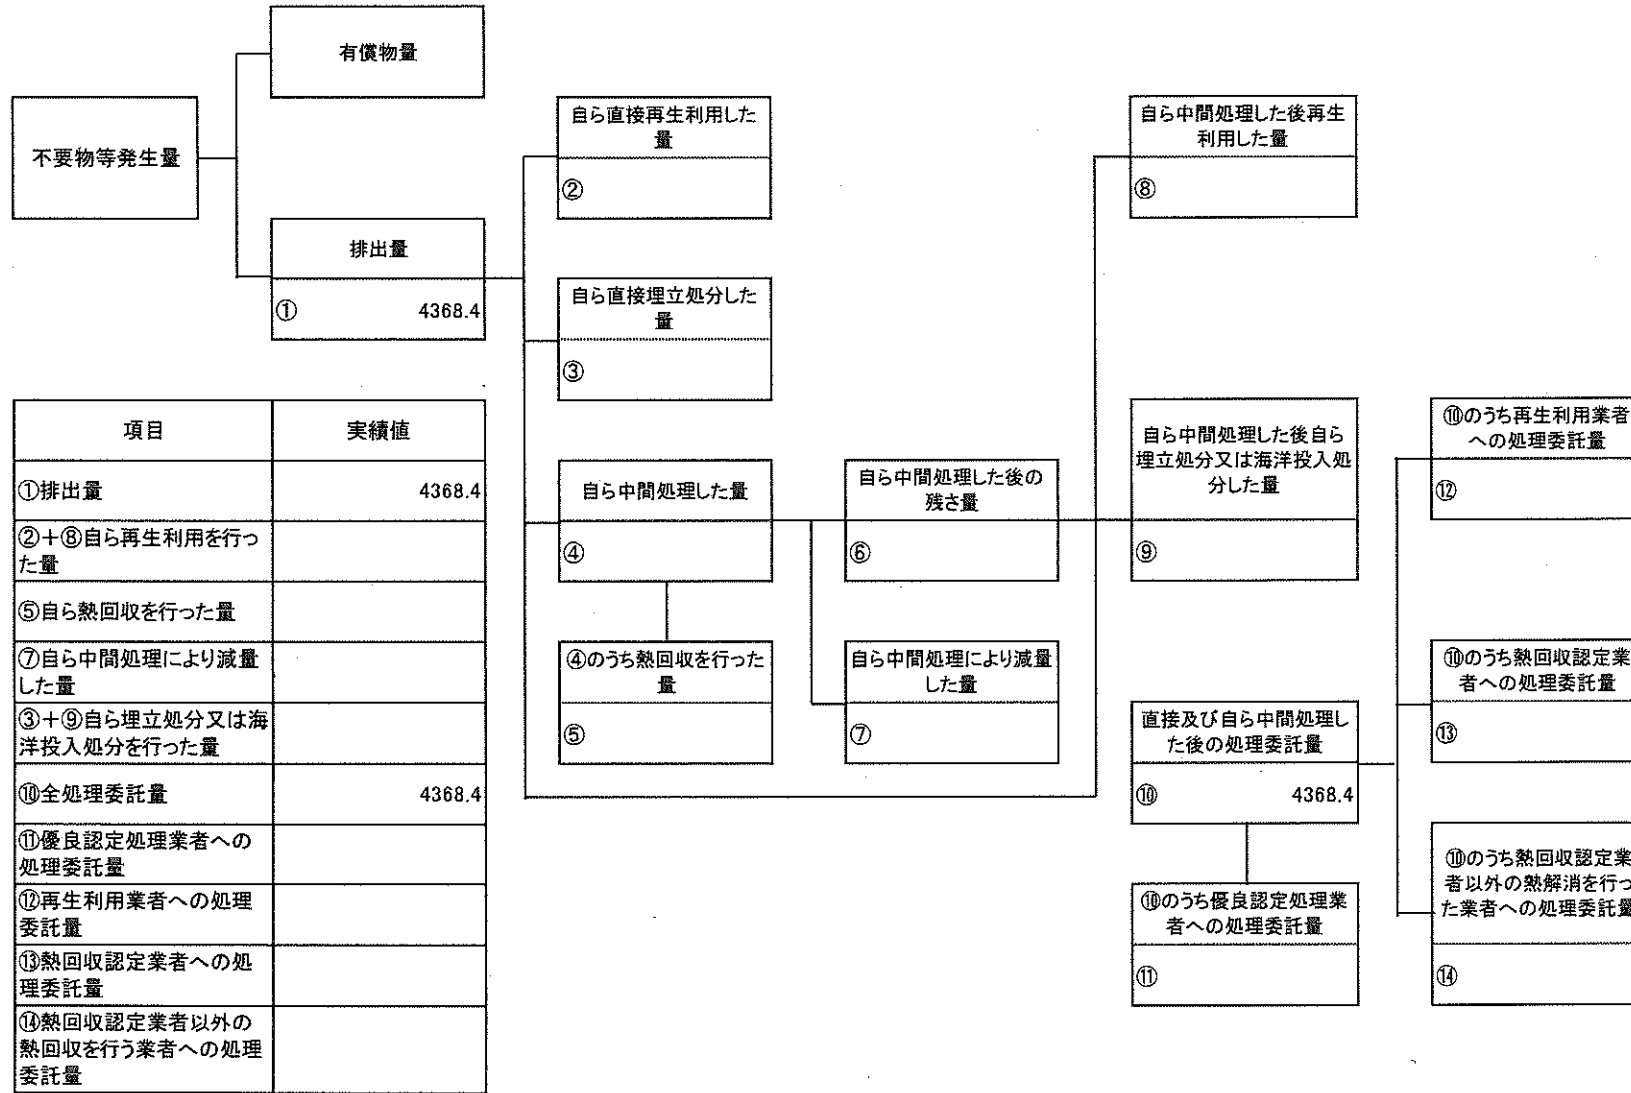 有償物量
不要物等発生量
排出量
① 4368.4
自ら直接再生利用した
量
②
自ら直接埋立処分した
量
③
自ら中間処理した量
④
④のうち熱回収を行った
量
⑤
自ら中間処理した後の
残さ量
⑥
自ら中間処理により減量
した量
⑦
自ら中間処理した後再生
利用した量
⑧
自ら中間処理した後自ら
埋立処分又は海洋投入処
分した量
⑨
直接及び自ら中間処理し
た後の処理委託量
⑩ 4368.4
⑩のうち優良認定処理業
者への処理委託量
⑪
⑩のうち再生利用業者
への処理委託量
⑫
⑩のうち熱回収認定業
者への処理委託量
⑬
⑩のうち熱回収認定業
者以外の熱解消を行っ
た業者への処理委託量
⑭
項目 実績値
①排出量 4368.4
②+⑧自ら再生利用を行っ
た量
⑤自ら熱回収を行った量
⑦自ら中間処理により減量
した量
③+⑨自ら埋立処分又は海
洋投入処分を行った量
⑩全処理委託量 4368.4
⑪優良認定処理業者への
処理委託量
⑫再生利用業者への処理
委託量
⑬熱回収認定業者への処
理委託量
⑭熱回収認定業者以外の
熱回収を行う業者への処理
委託量